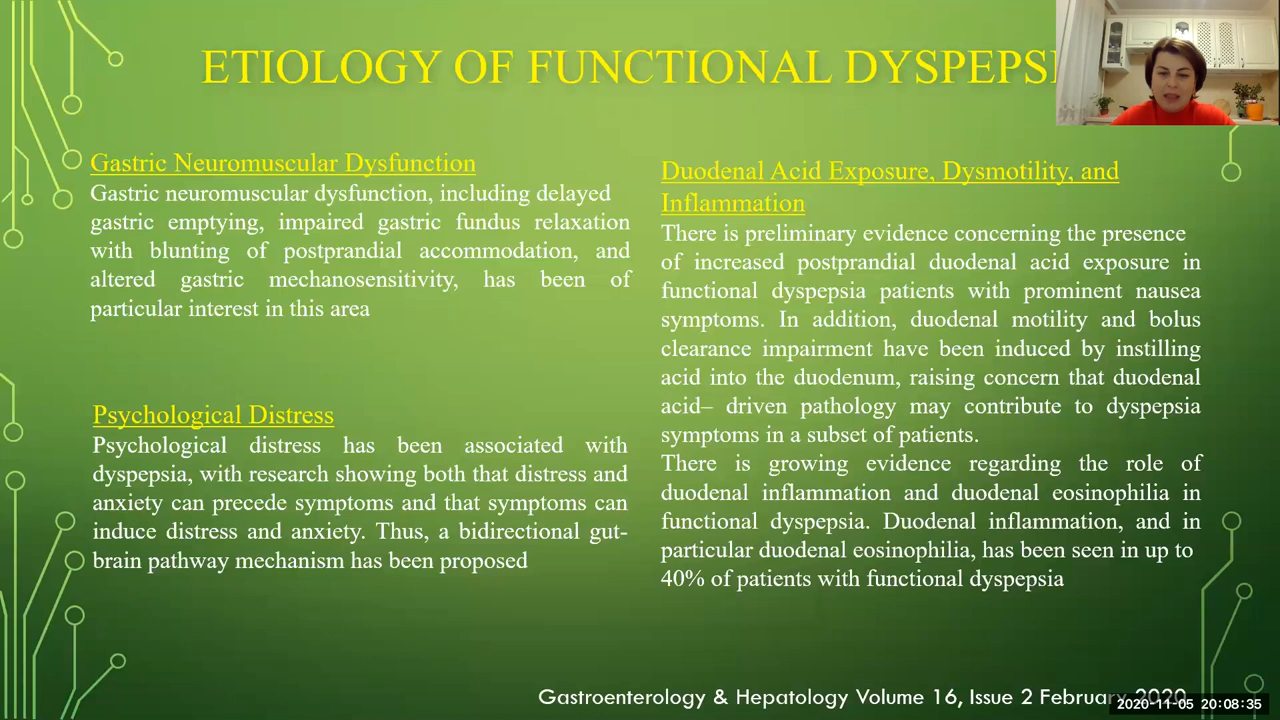 ETIOLOGY OF FUNCTIONAL DYSPEPSI
Gastric Neuromuscular Dysfunction
Gastric neuromuscular dysfunction, including delayed
gastric emptying, impaired gastric fundus relaxation
with blunting of postprandial accommodation, and
altered gastric mechanosensitivity, has been of
particular interest in this area
Psychological Distress
Psychological distress has been associated with
dyspepsia, with research showing both that distress and
anxiety can precede symptoms and that symptoms can
induce distress and anxiety. Thus, a bidirectional gut-
brain pathway mechanism has been proposed
Duodenal Acid Exposure, Dysmotility, and
Inflammation
There is preliminary evidence concerning the presence
of increased postprandial duodenal acid exposure in
functional dyspepsia patients with prominent nausea
symptoms. In addition, duodenal motility and bolus
clearance impairment have been induced by instilling
acid into the duodenum, raising concern that duodenal
acid– driven pathology may contribute to dyspepsia
symptoms in a subset of patients.
There is growing evidence regarding the role of
duodenal inflammation and duodenal eosinophilia in
functional dyspepsia. Duodenal inflammation, and in
particular duodenal eosinophilia, has been seen in up to
40% of patients with functional dyspepsia
Gastroenterology & Hepatology Volume 16, Issue 2 February 2020
2020-11-05 20:08:35